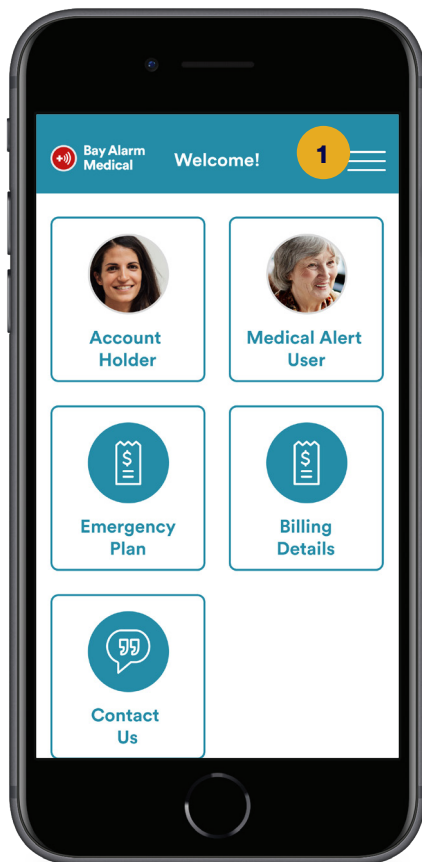 Bay Alarm
Medical
Welcome!
1
Account
Holder
Medical Alert
User
$
Emergency
Plan
$
Billing
Details
Contact
Us